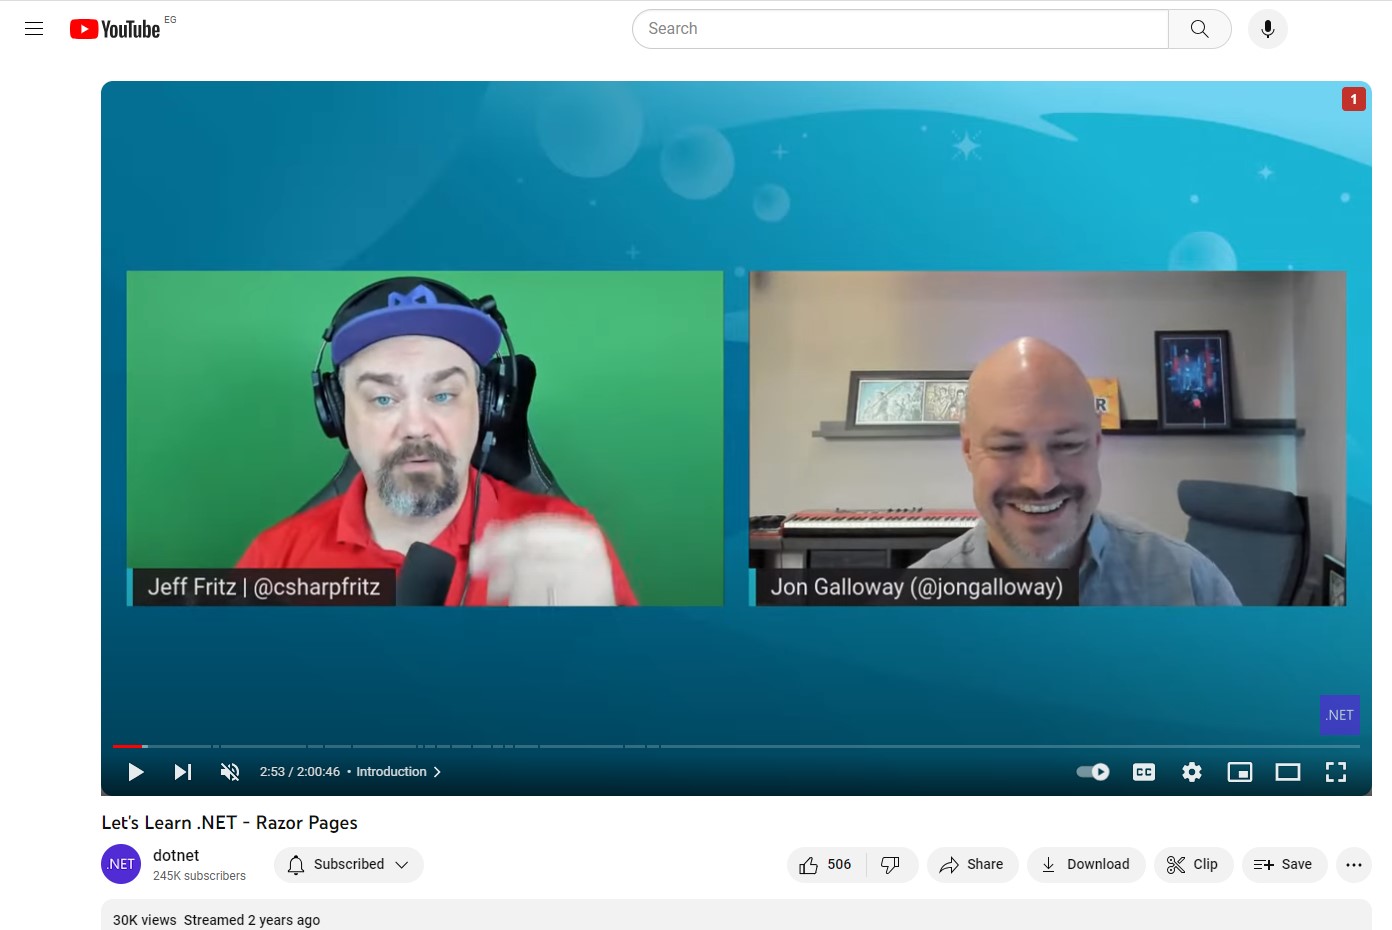 YouTube EG
Search
1
R
Jeff Fritz | @csharpfritz
Jon Galloway (@jongalloway)
.NET
2:53 / 2:00:46 • Introduction
CC
Let's Learn .NET - Razor Pages
.NET
dotnet
245K subscribers
Subscribed
506
Share
Download
Clip
Save
30K views Streamed 2 years ago